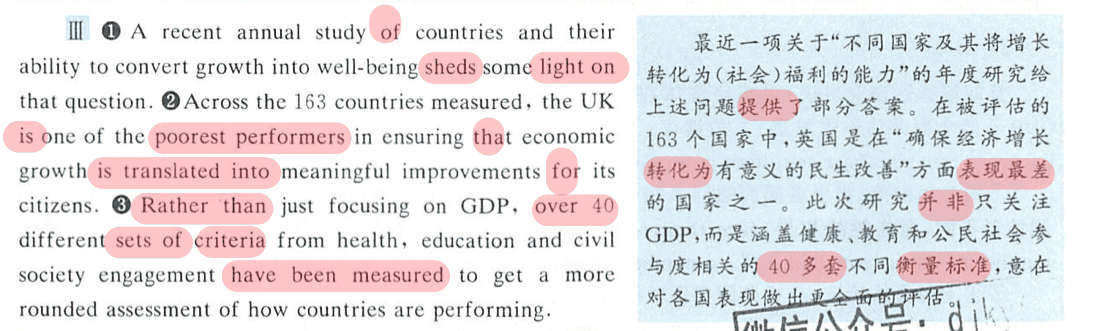 Ⅲ ❶ A recent annual study of countries and their
ability to convert growth into well-being sheds some light on
that question. ❷ Across the 163 countries measured, the UK
is one of the poorest performers in ensuring that economic
growth is translated into meaningful improvements for its
citizens. ❸ Rather than just focusing on GDP, over 40
different sets of criteria from health, education and civil
society engagement have been measured to get a more
rounded assessment of how countries are performing.
最近一项关于“不同国家及其将增长
转化为(社会)福利的能力”的年度研究给
上述问题提供了部分答案。在被评估的
163个国家中,英国是在“确保经济增长
转化为有意义的民生改善”方面表现最差
的国家之一。此次研究并非只关注
GDP,而是涵盖健康、教育和公民社会参
与度相关的40多套不同衡量标准,意在
对各国表现做出更全面的评估。
微信公众号: djky